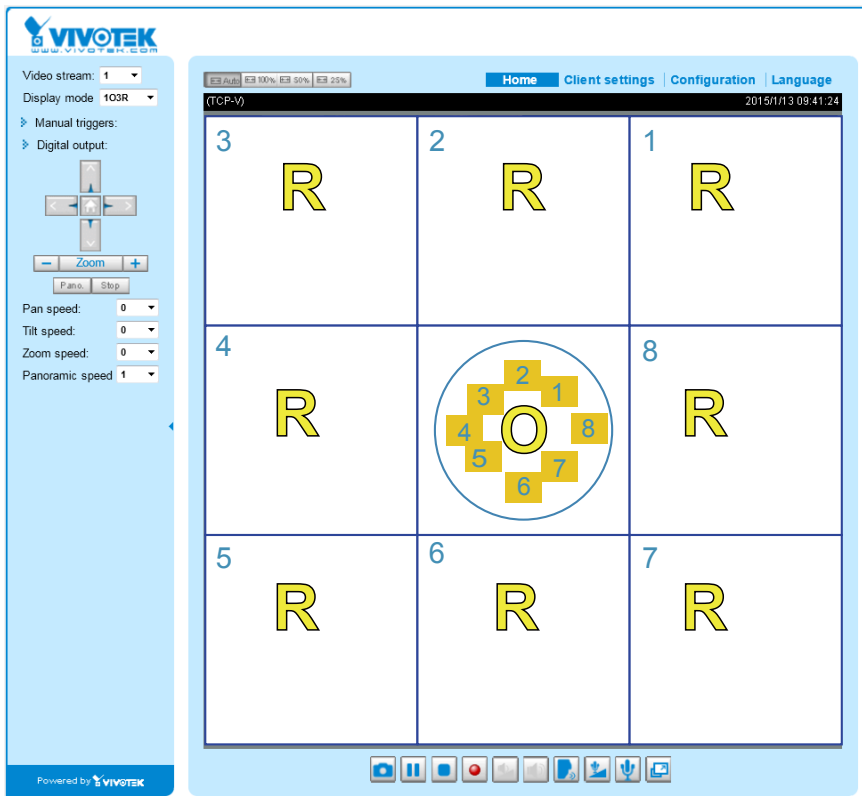 VIVOTEK
www.vivotek.com
Video stream: 1
Display mode 1O3R
Manual triggers:
Digital output:
− Zoom +
Pano. Stop
Pan speed: 0
Tilt speed: 0
Zoom speed: 0
Panoramic speed 1
Powered by VIVOTEK
Auto 100% 50% 25%
Home Client settings Configuration Language
(TCP-V) 2015/1/13 09:41:24
3 2 1
R R R
4 8
R R
2
3 1
O
4 8
5 7
6
5 6 7
R R R